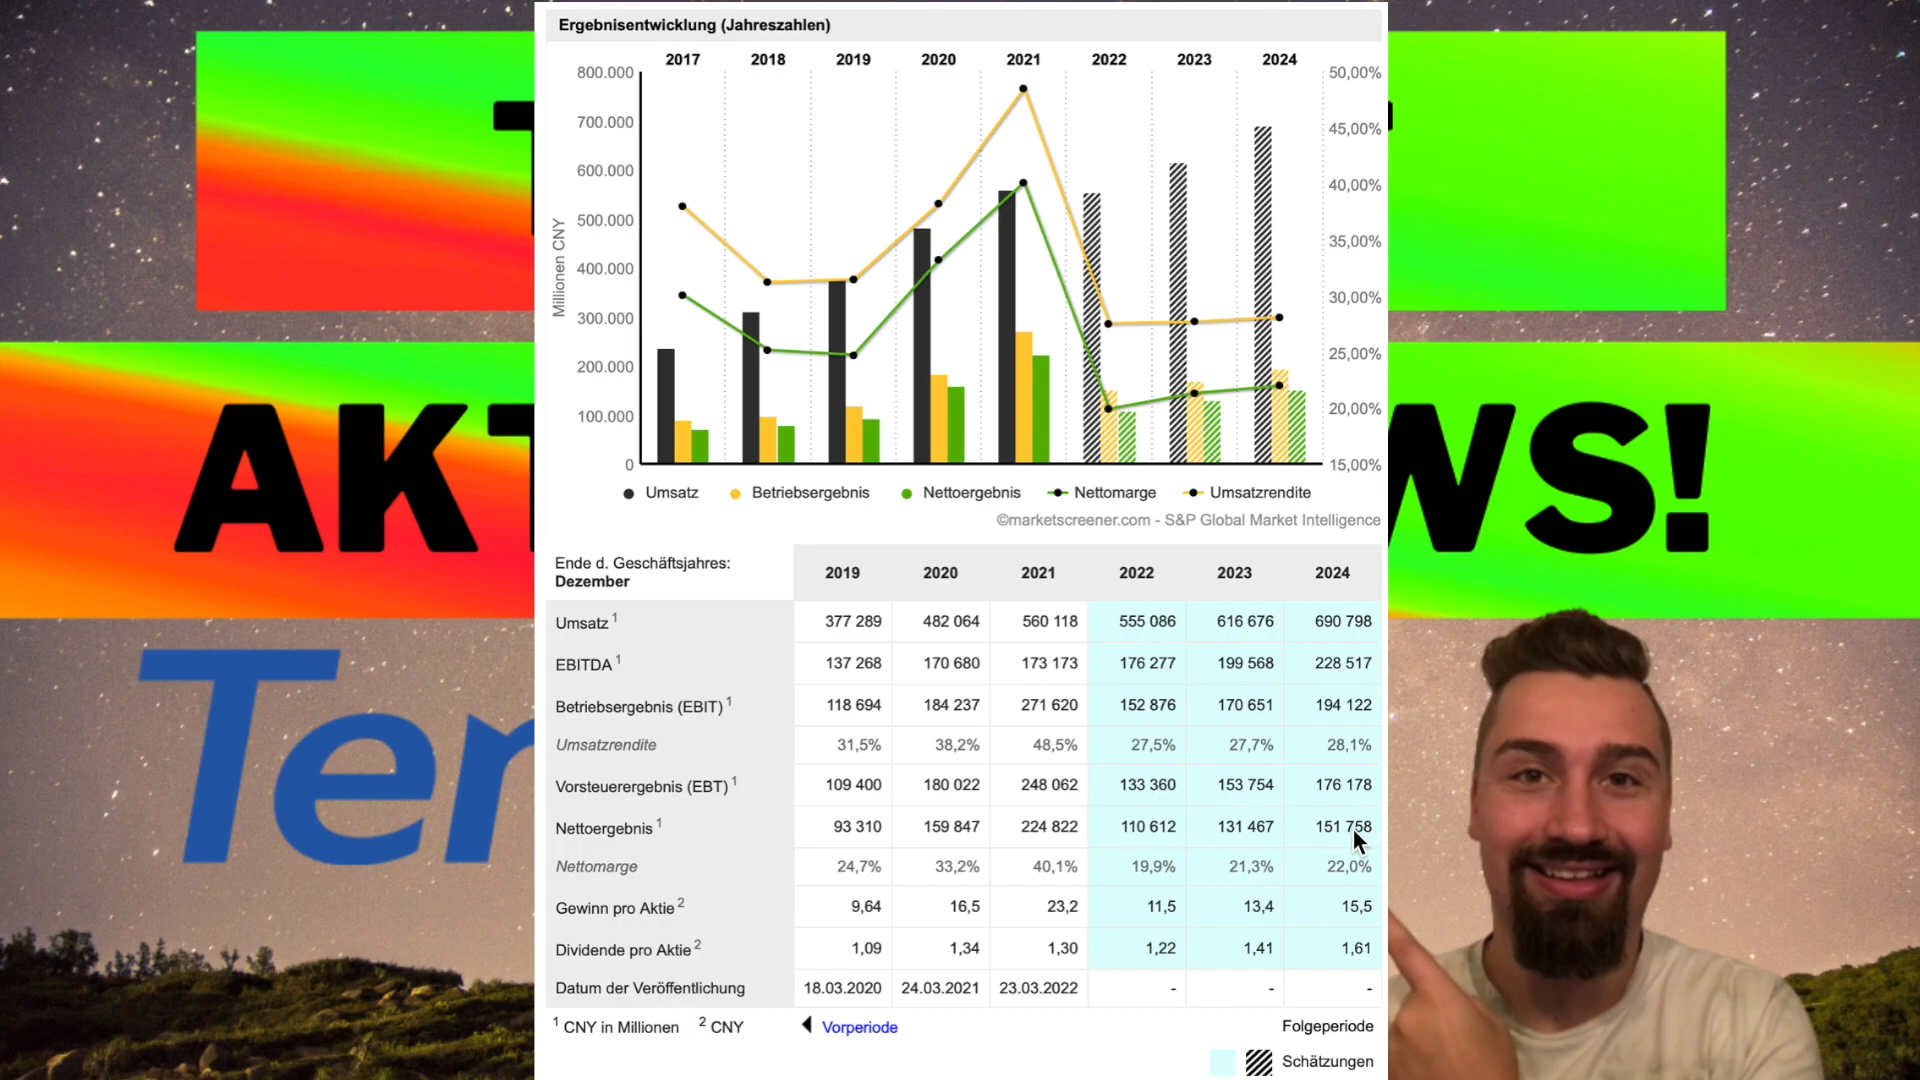 Ergebnisentwicklung (Jahreszahlen)
2017 2018 2019 2020 2021 2022 2023 2024
800.000 50,00%
700.000 45,00%
600.000 40,00%
500.000 35,00%
400.000 30,00%
300.000 25,00%
200.000 20,00%
100.000 15,00%
0
Millionen CNY
Umsatz Betriebsergebnis Nettoergebnis Nettomarge Umsatzrendite
©marketscreener.com - S&P Global Market Intelligence
Ende d. Geschäftsjahres:
Dezember 2019 2020 2021 2022 2023 2024
Umsatz 1 377 289 482 064 560 118 555 086 616 676 690 798
EBITDA 1 137 268 170 680 173 173 176 277 199 568 228 517
Betriebsergebnis (EBIT) 1 118 694 184 237 271 620 152 876 170 651 194 122
Umsatzrendite 31,5% 38,2% 48,5% 27,5% 27,7% 28,1%
Vorsteuerergebnis (EBT) 1 109 400 180 022 248 062 133 360 153 754 176 178
Nettoergebnis 1 93 310 159 847 224 822 110 612 131 467 151 758
Nettomarge 24,7% 33,2% 40,1% 19,9% 21,3% 22,0%
Gewinn pro Aktie 2 9,64 16,5 23,2 11,5 13,4 15,5
Dividende pro Aktie 2 1,09 1,34 1,30 1,22 1,41 1,61
Datum der Veröffentlichung 18.03.2020 24.03.2021 23.03.2022 - - -
1 CNY in Millionen 2 CNY Vorperiode Folgeperiode
Schätzungen
AK
WS!
Ten